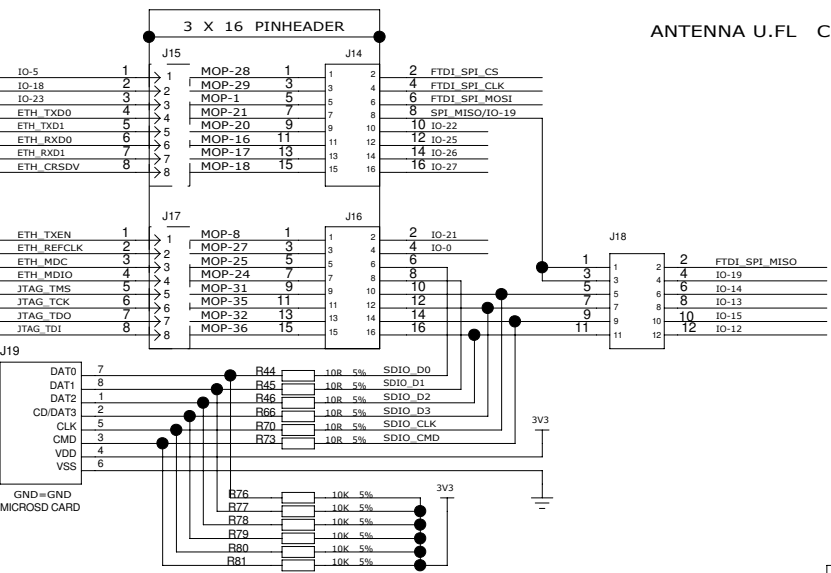 3 X 16 PINHEADER
ANTENNA U.FL C
J15
J14
IO-5 1 1 MOP-28 1 1 2 2 FTDI_SPI_CS
IO-18 2 2 MOP-29 3 3 4 4 FTDI_SPI_CLK
IO-23 3 3 MOP-1 5 5 6 6 FTDI_SPI_MOSI
ETH_TXD0 4 4 MOP-21 7 7 8 8 SPI_MISO/IO-19
ETH_TXD1 5 5 MOP-20 9 9 10 10 IO-22
ETH_RXD0 6 6 MOP-16 11 11 12 12 IO-25
ETH_RXD1 7 7 MOP-17 13 13 14 14 IO-26
ETH_CRSDV 8 8 MOP-18 15 15 16 16 IO-27
J17
J16
J18
ETH_TXEN 1 1 MOP-8 1 1 2 2 IO-21
ETH_REFCLK 2 2 MOP-27 3 3 4 4 IO-0
ETH_MDC 3 3 MOP-25 5 5 6 6
ETH_MDIO 4 4 MOP-24 7 7 8 8
JTAG_TMS 5 5 MOP-31 9 9 10 10
JTAG_TCK 6 6 MOP-35 11 11 12 12
JTAG_TDO 7 7 MOP-32 13 13 14 14
JTAG_TDI 8 8 MOP-36 15 15 16 16
1 1 2 2 FTDI_SPI_MISO
3 3 4 4 IO-19
5 5 6 6 IO-14
7 7 8 8 IO-13
9 9 10 10 IO-15
11 11 12 12 IO-12
J19
DAT0 7 R44 10R 5% SDIO_D0
DAT1 8 R45 10R 5% SDIO_D1
DAT2 1 R46 10R 5% SDIO_D2
CD/DAT3 2 R66 10R 5% SDIO_D3
CLK 5 R70 10R 5% SDIO_CLK
CMD 3 R73 10R 5% SDIO_CMD
VDD 4
VSS 6
3V3
GND=GND
MICROSD CARD
3V3
R76 10K 5%
R77 10K 5%
R78 10K 5%
R79 10K 5%
R80 10K 5%
R81 10K 5%